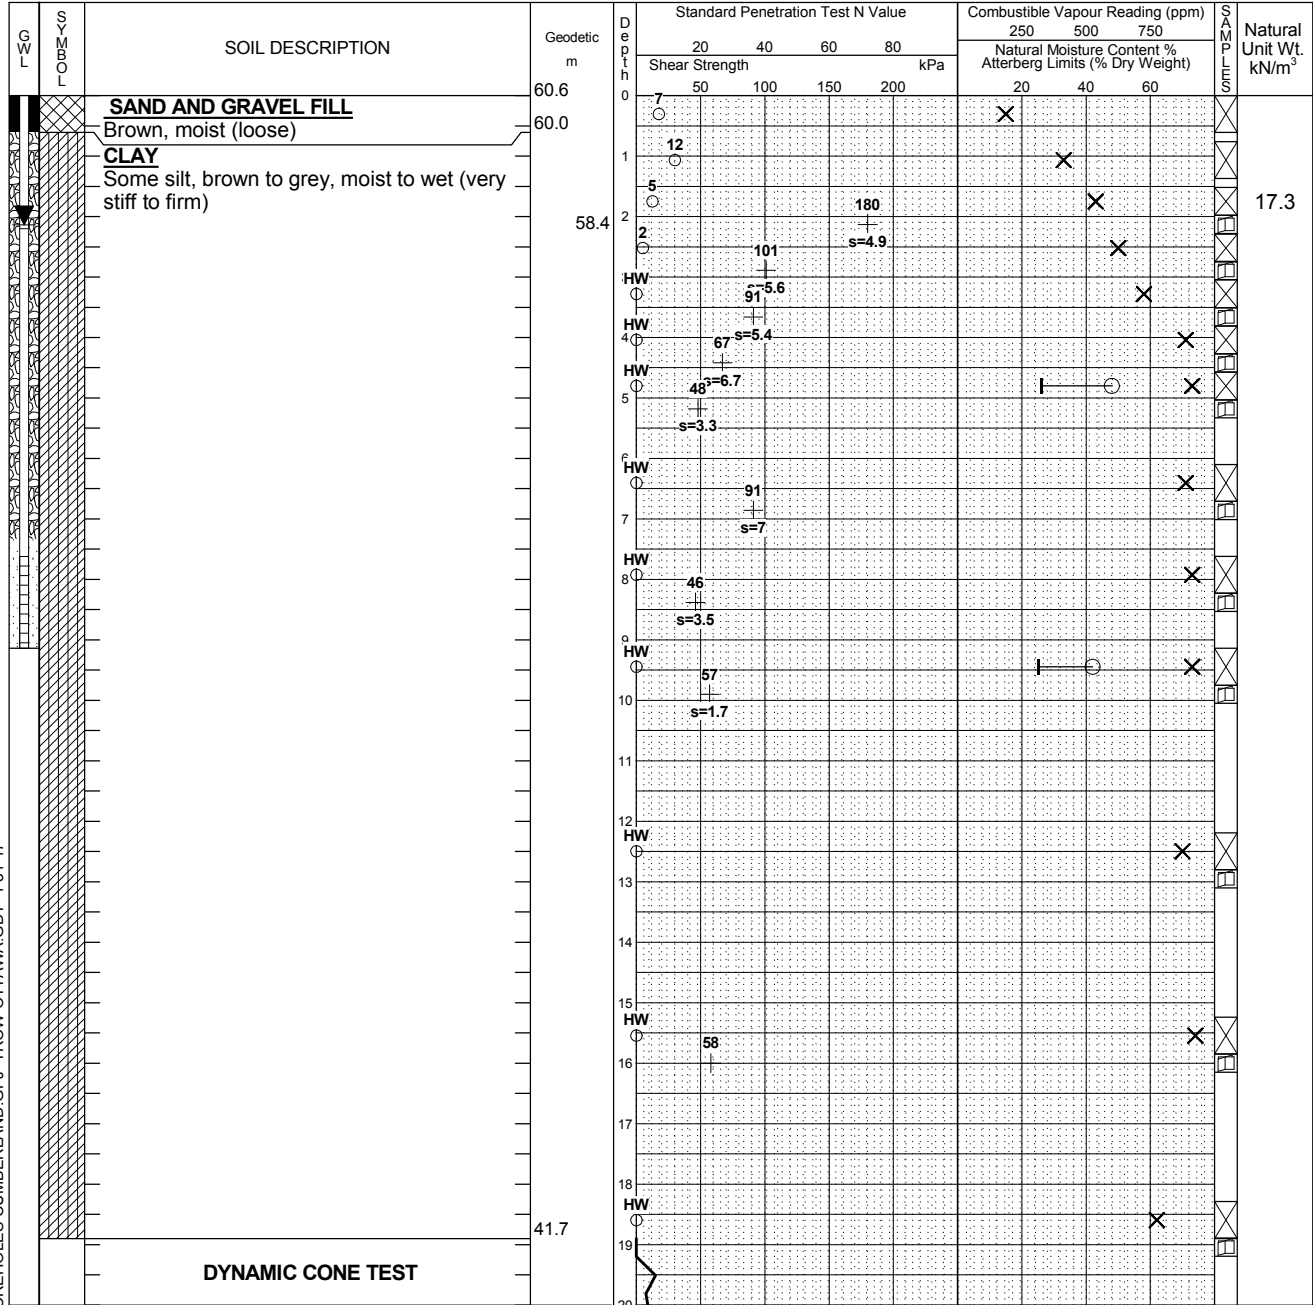 GWL
SYMBOL
SOIL DESCRIPTION
Geodetic
m
Depth
Standard Penetration Test N Value
20 40 60 80
Shear Strength kPa
50 100 150 200
Combustible Vapour Reading (ppm)
250 500 750
Natural Moisture Content %
Atterberg Limits (% Dry Weight)
20 40 60
SAMPLES
Natural
Unit Wt.
kN/m³
60.6
0
SAND AND GRAVEL FILL
7
Brown, moist (loose)
60.0
CLAY
12
1
Some silt, brown to grey, moist to wet (very
stiff to firm)
5
17.3
180
58.4
2
2
s=4.9
101
HW
3
s=5.6
91
HW
s=5.4
4
67
HW
s=6.7
48
5
s=3.3
6
HW
91
7
s=7
HW
8
46
s=3.5
9
HW
57
10
s=1.7
11
12
HW
13
14
15
HW
58
16
17
18
HW
41.7
19
DYNAMIC CONE TEST
20